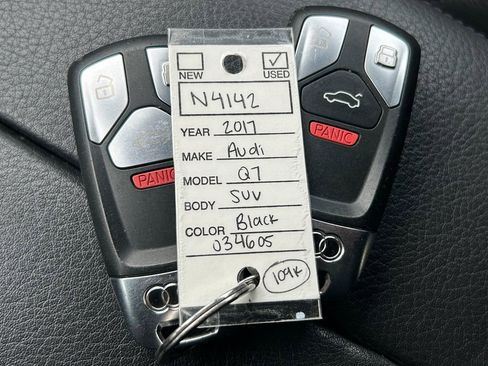 NEW USED
N4142
YEAR 2017
MAKE Audi
MODEL Q7
BODY SUV
COLOR Black
034605
109K
PANIC
PANIC